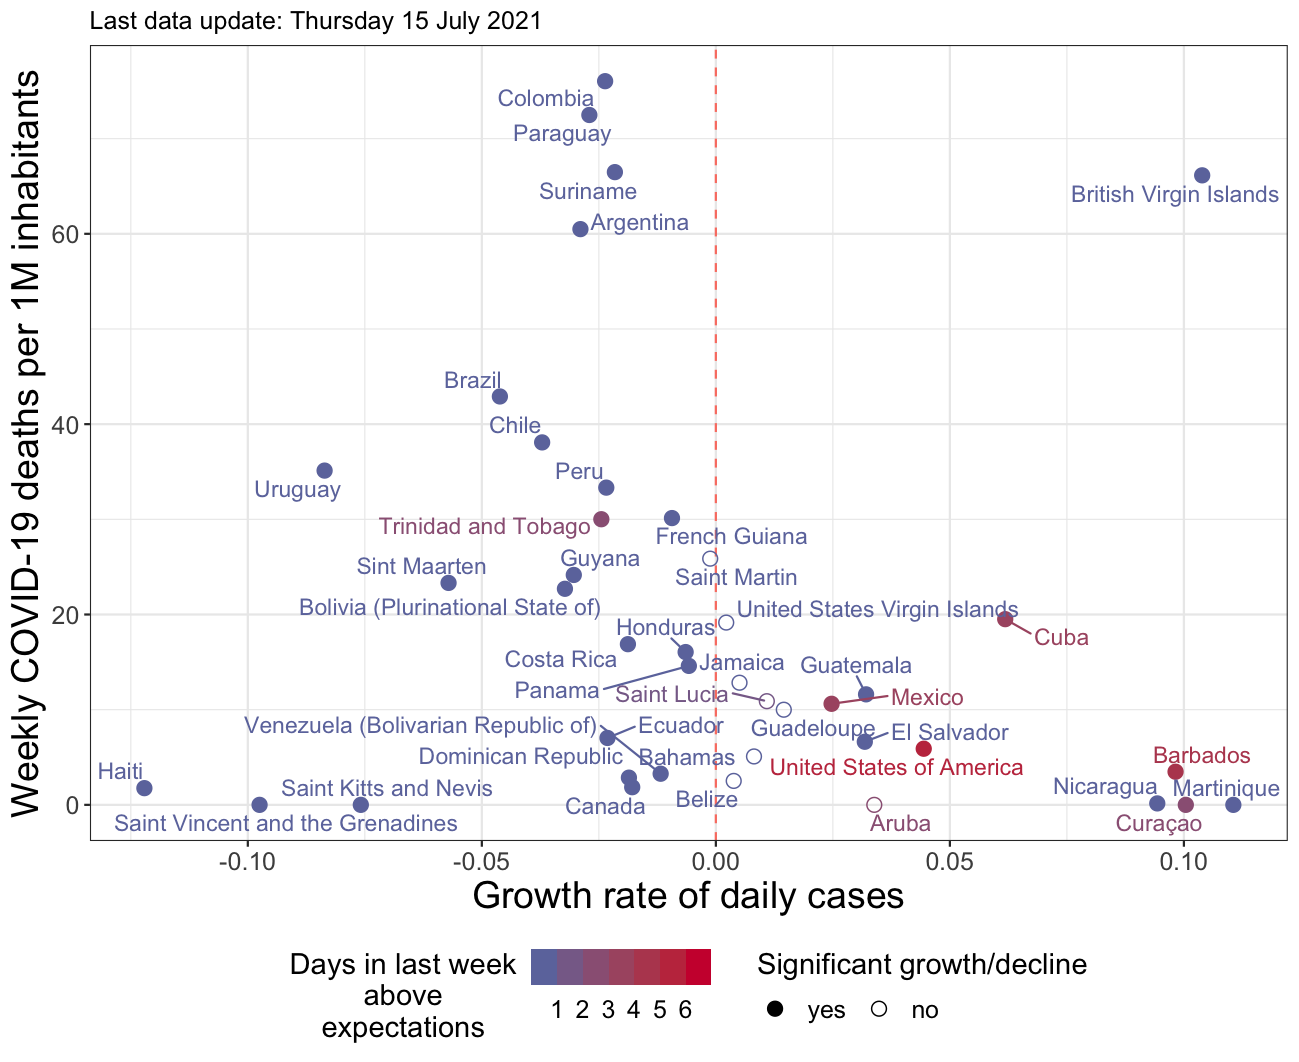 Last data update: Thursday 15 July 2021
Weekly COVID-19 deaths per 1M inhabitants
60
40
20
0
Colombia
Paraguay
Suriname
British Virgin Islands
Argentina
Brazil
Chile
Peru
Uruguay
Trinidad and Tobago
French Guiana
Guyana
Sint Maarten
Saint Martin
Bolivia (Plurinational State of)
United States Virgin Islands
Honduras
Cuba
Costa Rica
Jamaica
Guatemala
Panama
Saint Lucia
Mexico
Venezuela (Bolivarian Republic of)
Ecuador
Guadeloupe
El Salvador
Dominican Republic
Bahamas
Barbados
United States of America
Haiti
Saint Kitts and Nevis
Nicaragua
Martinique
Canada
Belize
Saint Vincent and the Grenadines
Aruba
Curaçao
-0.10
-0.05
0.00
0.05
0.10
Growth rate of daily cases
Days in last week
above
expectations
1 2 3 4 5 6
Significant growth/decline
yes
no